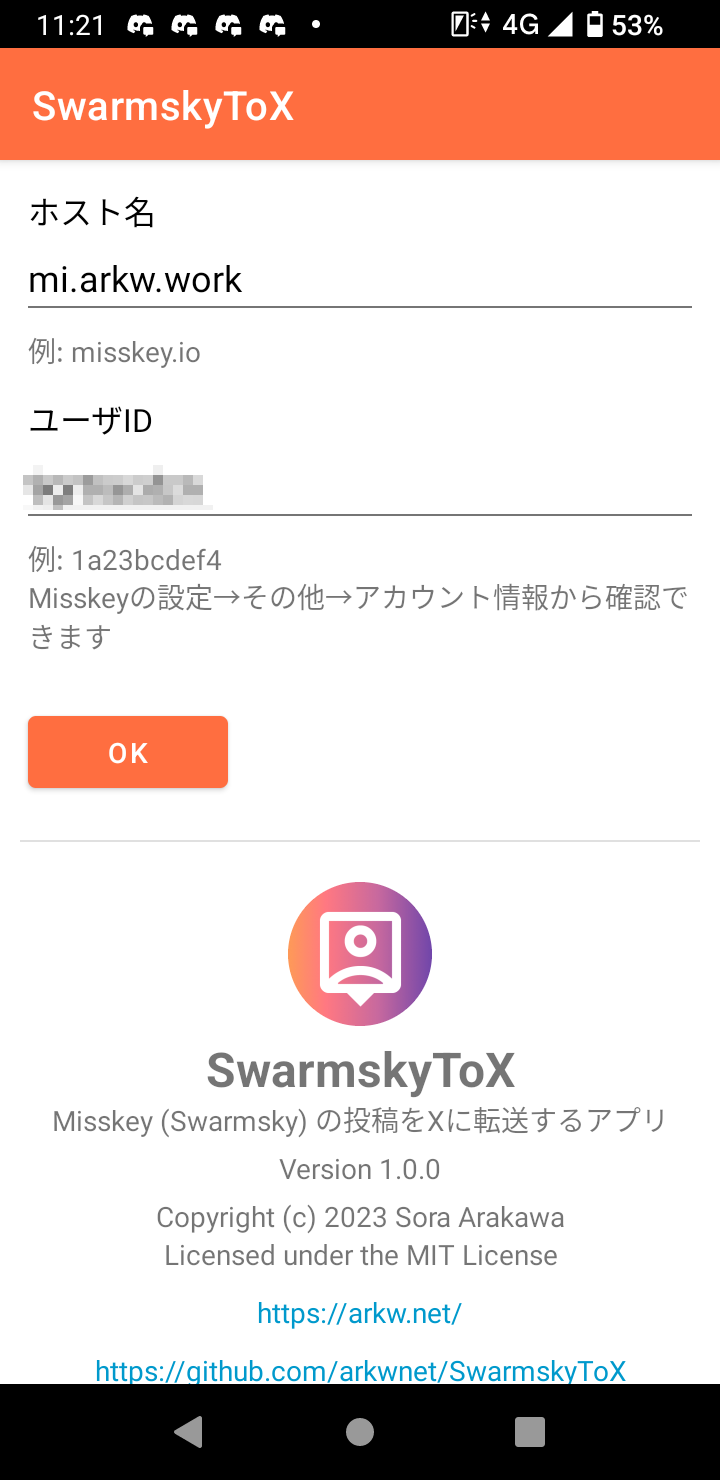 11:21
4G
53%
SwarmskyToX
ホスト名
mi.arkw.work
例: misskey.io
ユーザID
例: 1a23bcdef4
Misskeyの設定→その他→アカウント情報から確認で
きます
OK
SwarmskyToX
Misskey (Swarmsky) の投稿をXに転送するアプリ
Version 1.0.0
Copyright (c) 2023 Sora Arakawa
Licensed under the MIT License
https://arkw.net/
https://github.com/arkwnet/SwarmskyToX